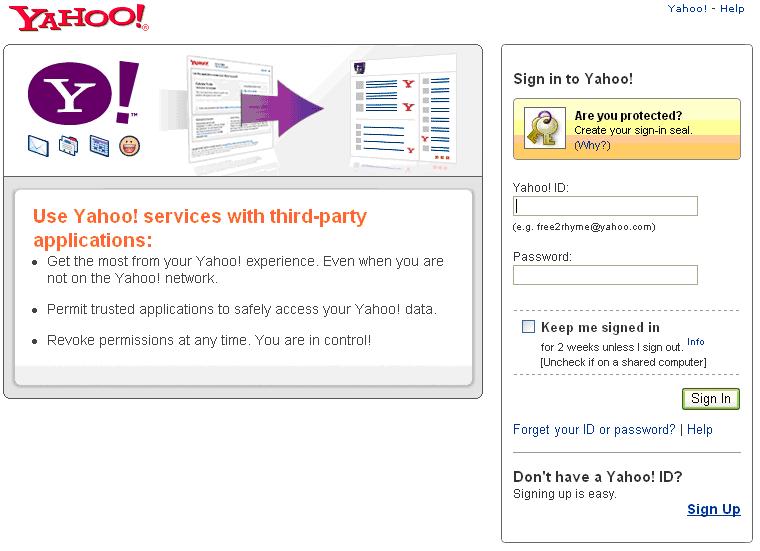 YAHOO!®
Yahoo! - Help
Y!™
Use Yahoo! services with third-party
applications:
• Get the most from your Yahoo! experience. Even when you are
not on the Yahoo! network.
• Permit trusted applications to safely access your Yahoo! data.
• Revoke permissions at any time. You are in control!
Sign in to Yahoo!
Are you protected?
Create your sign-in seal.
(Why?)
Yahoo! ID:
(e.g. free2rhyme@yahoo.com)
Password:
Keep me signed in
for 2 weeks unless I sign out. Info
[Uncheck if on a shared computer]
Sign In
Forget your ID or password? | Help
Don't have a Yahoo! ID?
Signing up is easy.
Sign Up